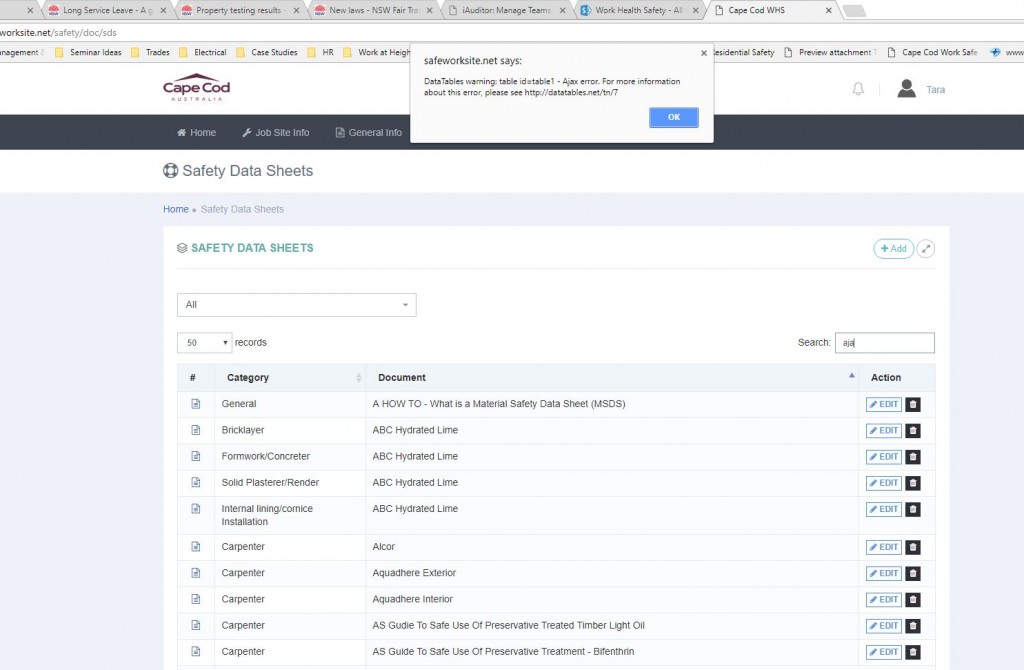 Long Service Leave - A g
Property testing results -
New laws - NSW Fair Tra
iAuditor: Manage Teams
Work Health Safety - All
Cape Cod WHS
worksite.net/safety/doc/sds
anagement
Seminar Ideas
Trades
Electrical
Case Studies
HR
Work at Heigh
Residential Safety
Preview attachment
Cape Cod Work Safe
www
safeworksite.net says:
DataTables warning: table id=table1 - Ajax error. For more information
about this error, please see http://datatables.net/tn/7
OK
Cape Cod
AUSTRALIA
Tara
Home
Job Site Info
General Info
Safety Data Sheets
Home
Safety Data Sheets
SAFETY DATA SHEETS
+ Add
All
50 records
Search: aja
# Category Document Action
General A HOW TO - What is a Material Safety Data Sheet (MSDS) EDIT
Bricklayer ABC Hydrated Lime EDIT
Formwork/Concreter ABC Hydrated Lime EDIT
Solid Plasterer/Render ABC Hydrated Lime EDIT
Internal lining/cornice ABC Hydrated Lime EDIT
Installation
Carpenter Alcor EDIT
Carpenter Aquadhere Exterior EDIT
Carpenter Aquadhere Interior EDIT
Carpenter AS Gudie To Safe Use Of Preservative Treated Timber Light Oil EDIT
Carpenter AS Guide To Safe Use Of Preservative Treatment - Bifenthrin EDIT